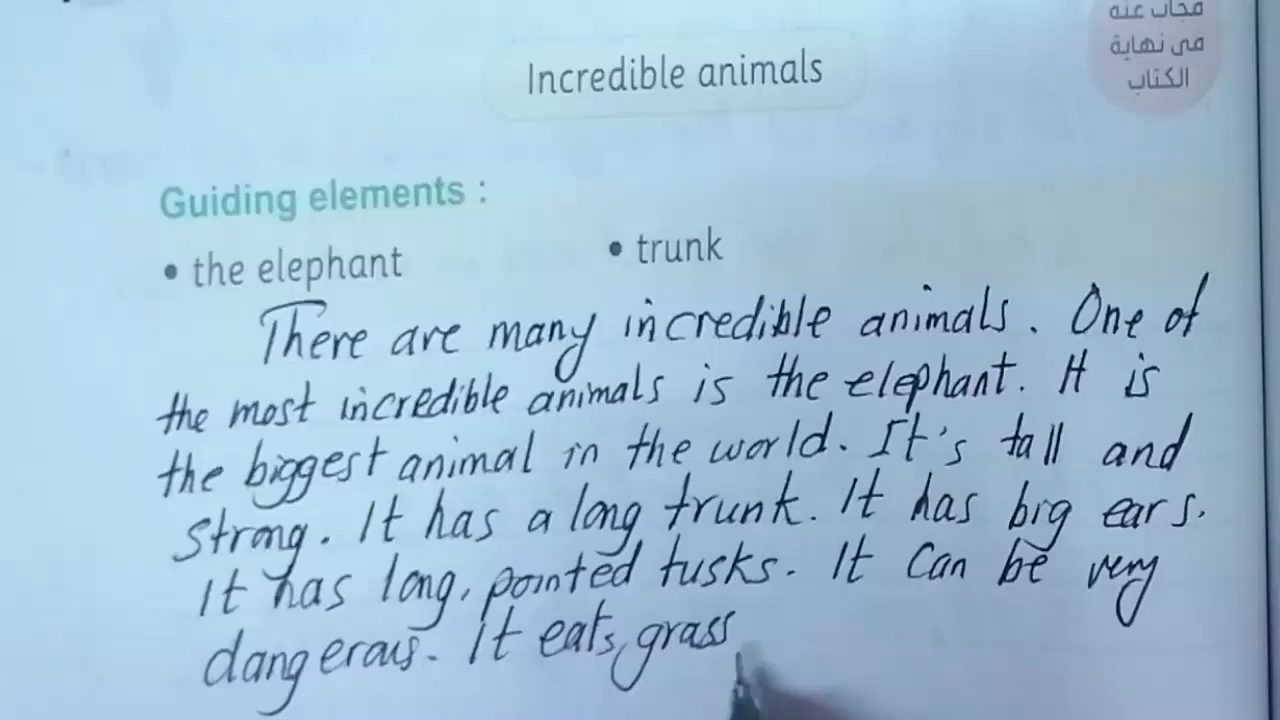 مجاب عنه
فى نهاية
الكتاب
Incredible animals
Guiding elements :
• the elephant • trunk
There are many incredible animals. One of
the most incredible animals is the elephant. It is
the biggest animal in the world. It's tall and
strong. It has a long trunk. It has big ears.
It has long, pointed tusks. It can be very
dangerous. It eats grass